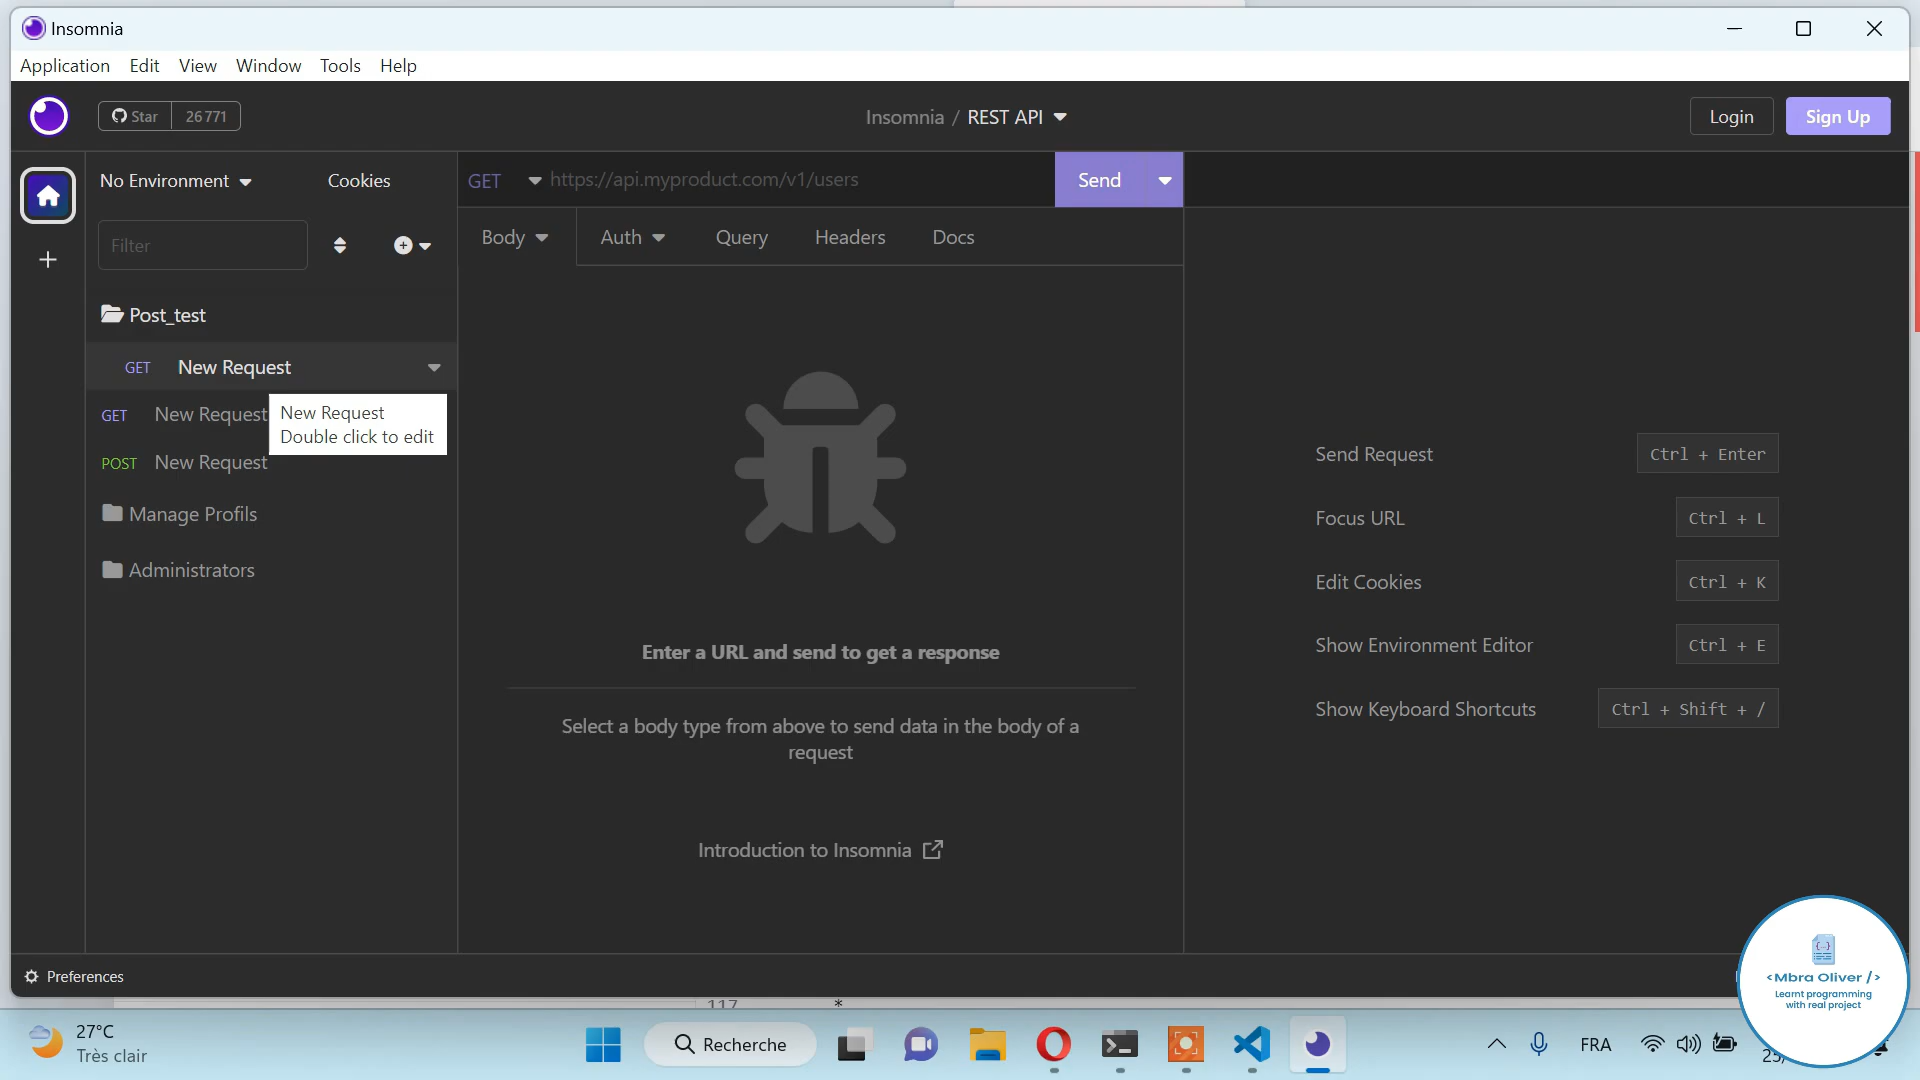 Insomnia
Application Edit View Window Tools Help
Star 26 771
Insomnia / REST API
Login
Sign Up
No Environment
Cookies
GET https://api.myproduct.com/v1/users
Send
Filter
Body Auth Query Headers Docs
Post_test
GET New Request
GET New Request
New Request
Double click to edit
POST New Request
Manage Profils
Administrators
Enter a URL and send to get a response
Select a body type from above to send data in the body of a
request
Introduction to Insomnia
Send Request Ctrl + Enter
Focus URL Ctrl + L
Edit Cookies Ctrl + K
Show Environment Editor Ctrl + E
Show Keyboard Shortcuts Ctrl + Shift + /
Preferences
117 *
{...}
<Mbra Oliver />
Learnt programming
with real project
27°C
Très clair
Recherche
FRA